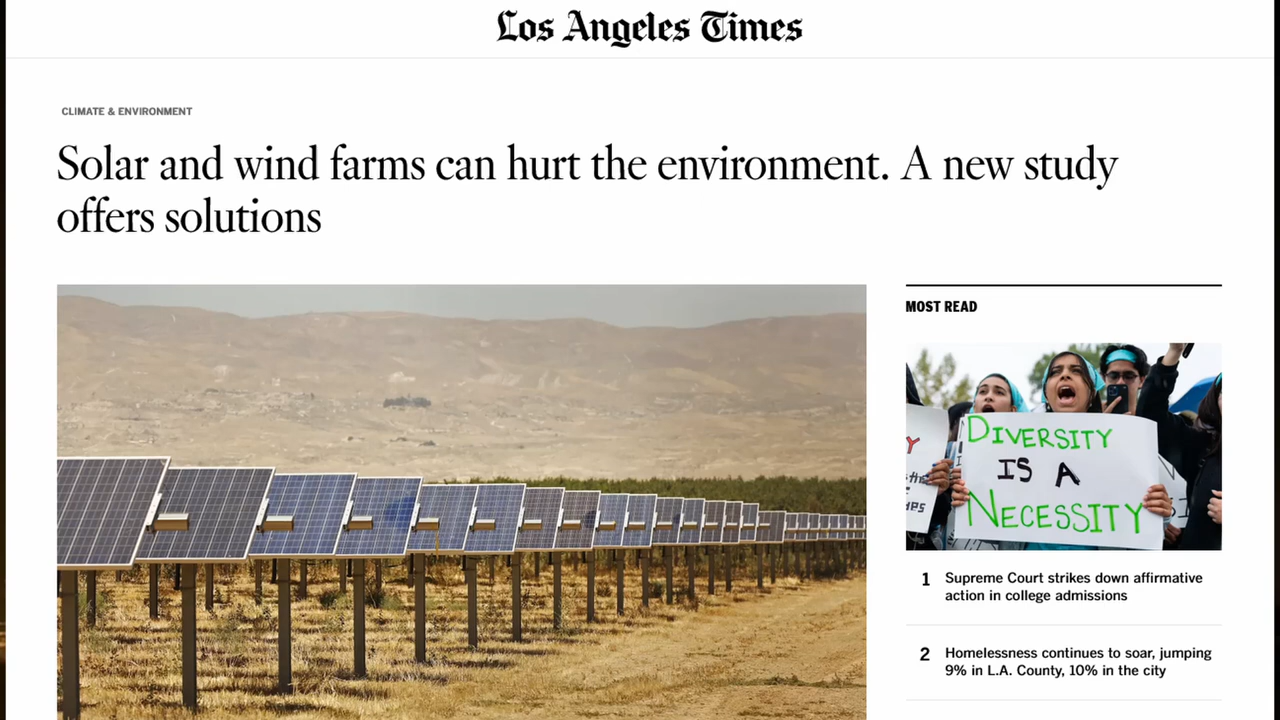 Los Angeles Times
CLIMATE & ENVIRONMENT
Solar and wind farms can hurt the environment. A new study
offers solutions
MOST READ
DIVERSITY
IS A
NECESSITY
1 Supreme Court strikes down affirmative
action in college admissions
2 Homelessness continues to soar, jumping
9% in L.A. County, 10% in the city